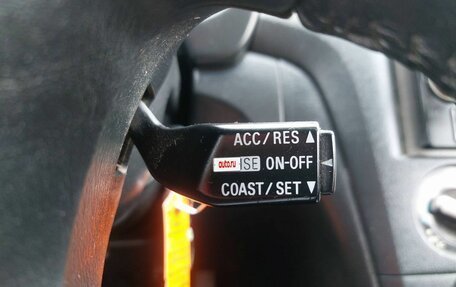 ACC/RES ▲
auto.ru ISE ON-OFF ◀
COAST/SET ▼